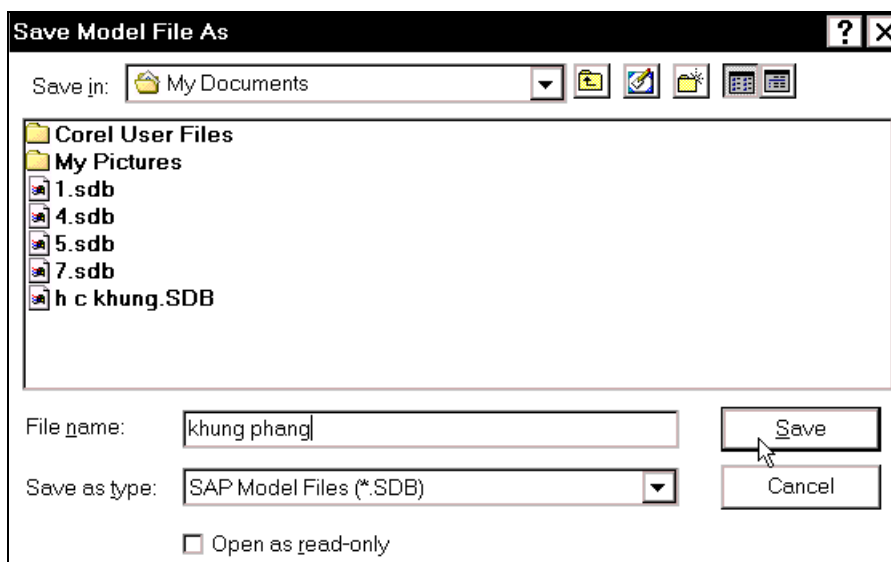 Save Model File As
Save in: My Documents
Corel User Files
My Pictures
1.sdb
4.sdb
5.sdb
7.sdb
h c khung.SDB
File name: khung phang Save
Save as type: SAP Model Files (*.SDB) Cancel
Open as read-only